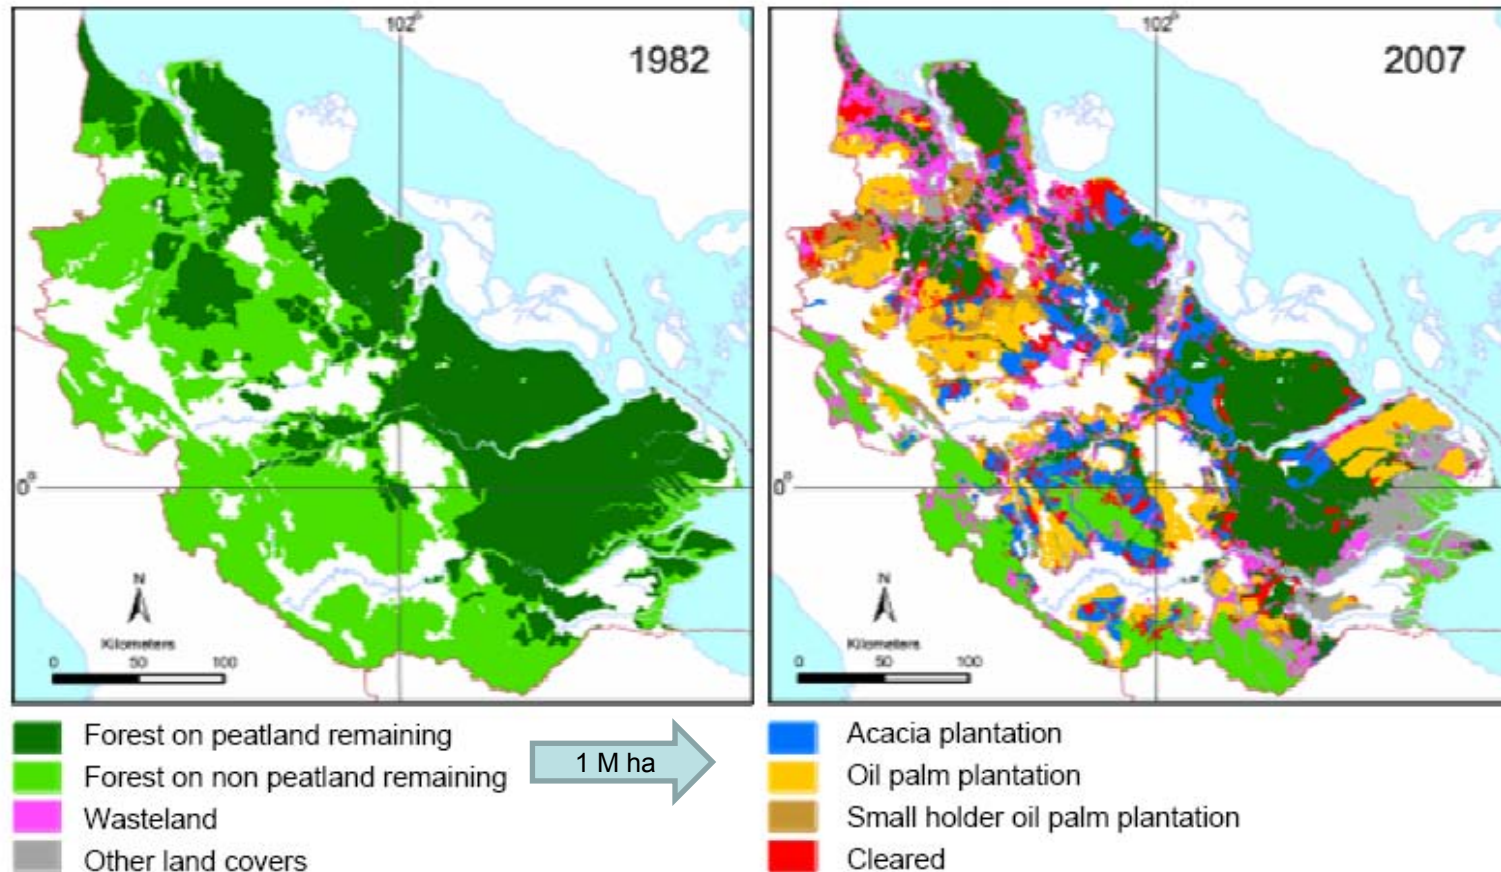 102°
1982
0°
N
Kilometers
0 50 100
102°
2007
0°
N
Kilometers
0 50 100
Forest on peatland remaining
Forest on non peatland remaining
Wasteland
Other land covers
1 M ha
Acacia plantation
Oil palm plantation
Small holder oil palm plantation
Cleared